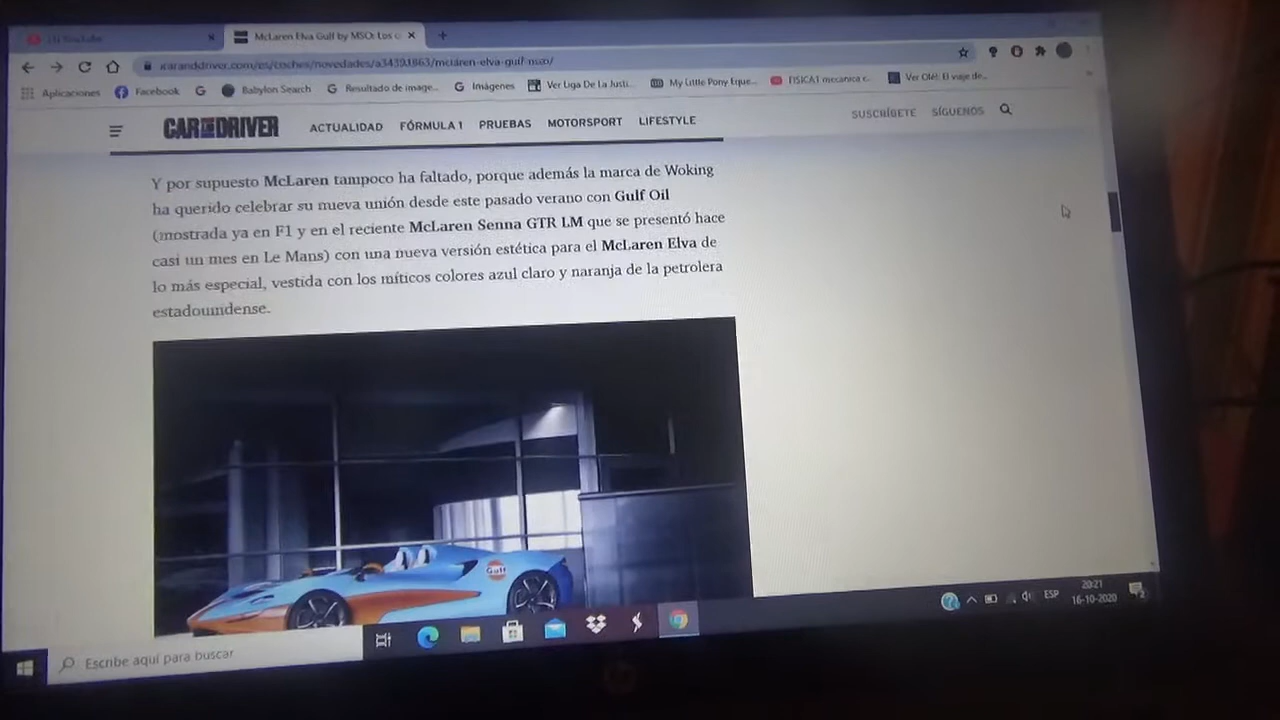 YouTube
McLaren Elva Gulf by MSO: Los c
caranddriver.com/es/coches/novedades/a34393863/mclaren-elva-gulf-mso/
Aplicaciones Facebook Babylon Search Resultado de image... Imágenes Ver Liga De La Justi... My Little Pony Eque... FISICA1 mecanica e... Ver Olé: El viaje de...
CAR AND DRIVER ACTUALIDAD FÓRMULA 1 PRUEBAS MOTORSPORT LIFESTYLE SUSCRÍBETE SÍGUENOS
Y por supuesto McLaren tampoco ha faltado, porque además la marca de Woking
ha querido celebrar su nueva unión desde este pasado verano con Gulf Oil
(mostrada ya en F1 y en el reciente McLaren Senna GTR LM que se presentó hace
casi un mes en Le Mans) con una nueva versión estética para el McLaren Elva de
lo más especial, vestida con los míticos colores azul claro y naranja de la petrolera
estadounidense.
Gulf
Escribe aquí para buscar
ESP
20:21
16-10-2020